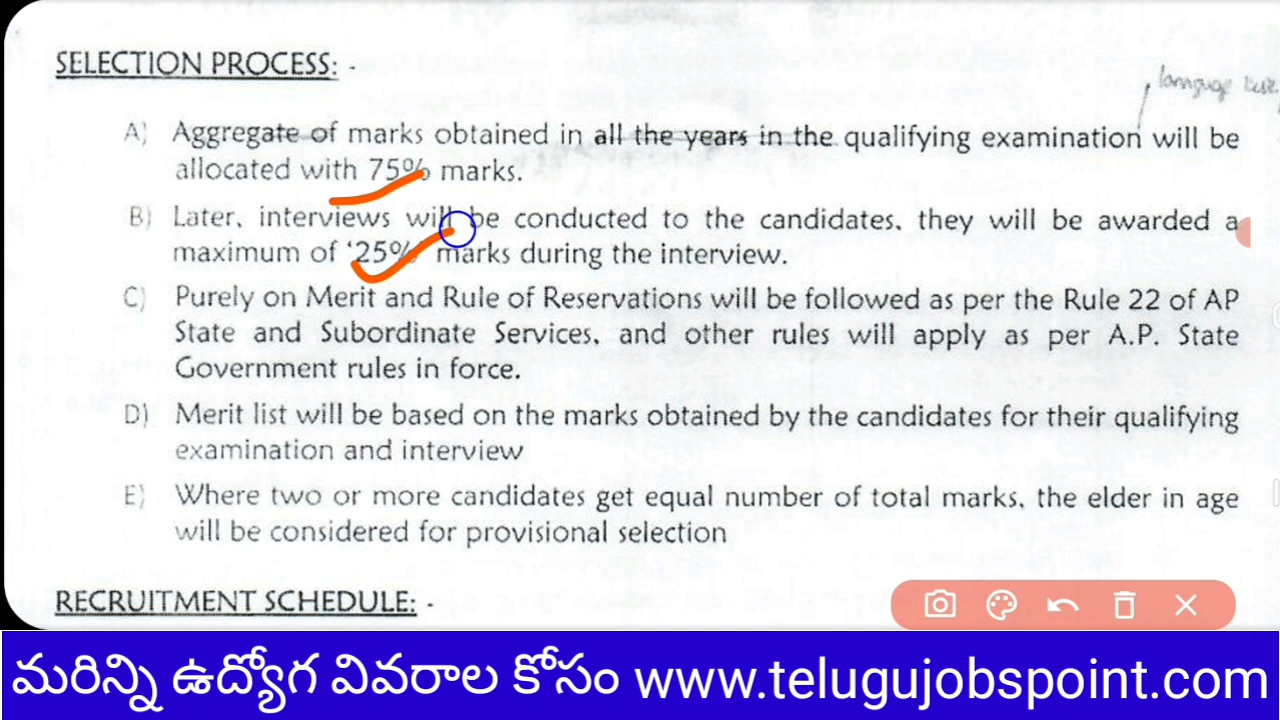 SELECTION PROCESS: -
A) Aggregate of marks obtained in all the years in the qualifying examination will be
allocated with 75% marks.
B) Later, interviews will be conducted to the candidates, they will be awarded a
maximum of '25%' marks during the interview.
C) Purely on Merit and Rule of Reservations will be followed as per the Rule 22 of AP
State and Subordinate Services, and other rules will apply as per A.P. State
Government rules in force.
D) Merit list will be based on the marks obtained by the candidates for their qualifying
examination and interview
E) Where two or more candidates get equal number of total marks, the elder in age
will be considered for provisional selection
RECRUITMENT SCHEDULE: -
మరిన్ని ఉద్యోగ వివరాల కోసం www.telugujobspoint.com